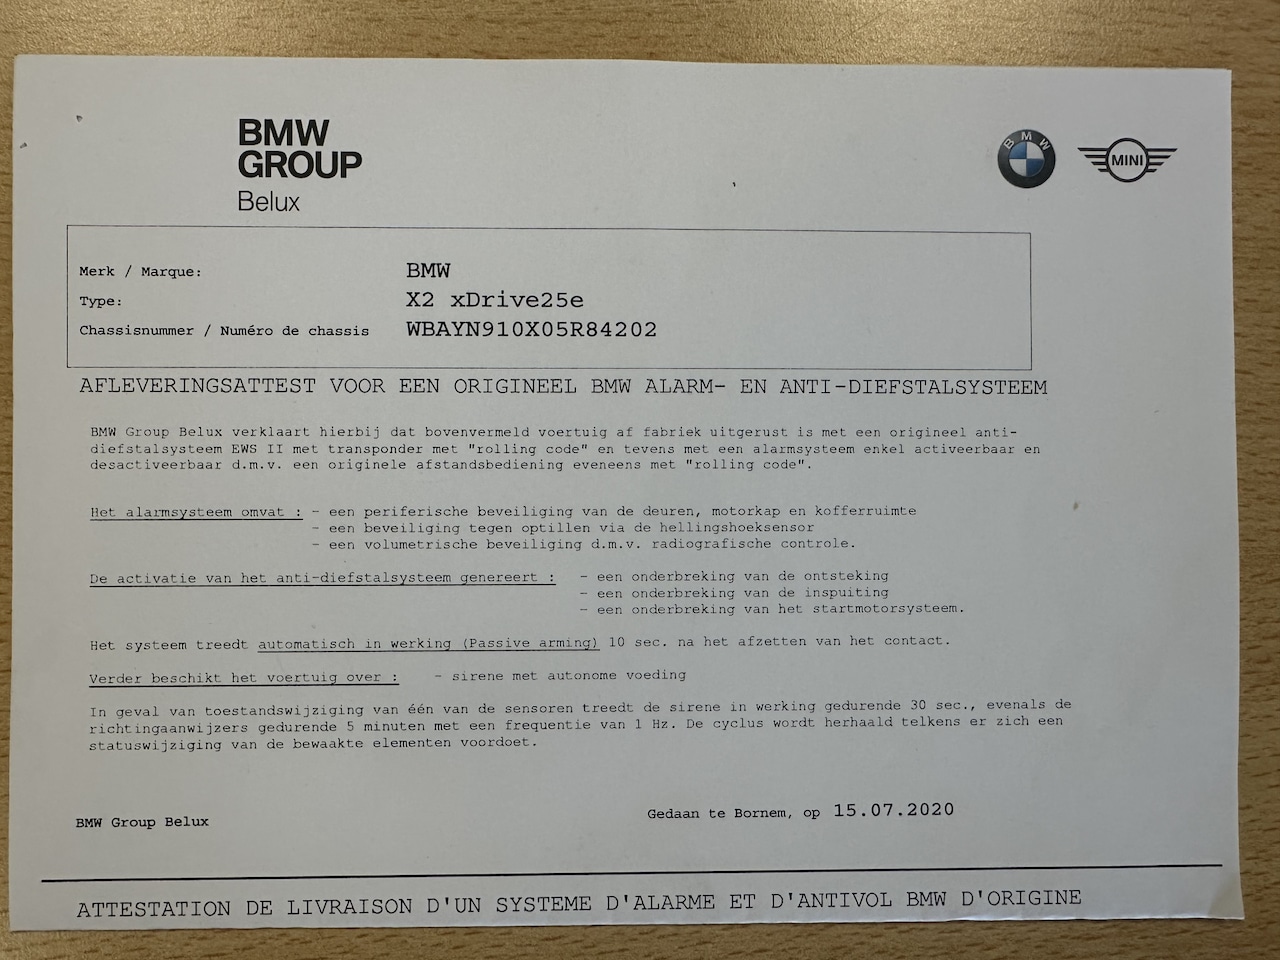 BMW
GROUP
Belux
BMW
MINI
Merk / Marque: BMW
Type: X2 xDrive25e
Chassisnummer / Numéro de chassis WBAYN910X05R84202
AFLEVERINGSATTEST VOOR EEN ORIGINEEL BMW ALARM- EN ANTI-DIEFSTALSYSTEEM
BMW Group Belux verklaart hierbij dat bovenvermeld voertuig af fabriek uitgerust is met een origineel anti-
diefstalsysteem EWS II met transponder met "rolling code" en tevens met een alarmsysteem enkel activeerbaar en
desactiveerbaar d.m.v. een originele afstandsbediening eveneens met "rolling code".
Het alarmsysteem omvat : - een periferische beveiliging van de deuren, motorkap en kofferruimte
- een beveiliging tegen optillen via de hellingshoeksensor
- een volumetrische beveiliging d.m.v. radiografische controle.
De activatie van het anti-diefstalsysteem genereert : - een onderbreking van de ontsteking
- een onderbreking van de inspuiting
- een onderbreking van het startmotorsysteem.
Het systeem treedt automatisch in werking (Passive arming) 10 sec. na het afzetten van het contact.
Verder beschikt het voertuig over : - sirene met autonome voeding
In geval van toestandswijziging van één van de sensoren treedt de sirene in werking gedurende 30 sec., evenals de
richtingaanwijzers gedurende 5 minuten met een frequentie van 1 Hz. De cyclus wordt herhaald telkens er zich een
statuswijziging van de bewaakte elementen voordoet.
BMW Group Belux Gedaan te Bornem, op 15.07.2020
ATTESTATION DE LIVRAISON D'UN SYSTEME D'ALARME ET D'ANTIVOL BMW D'ORIGINE